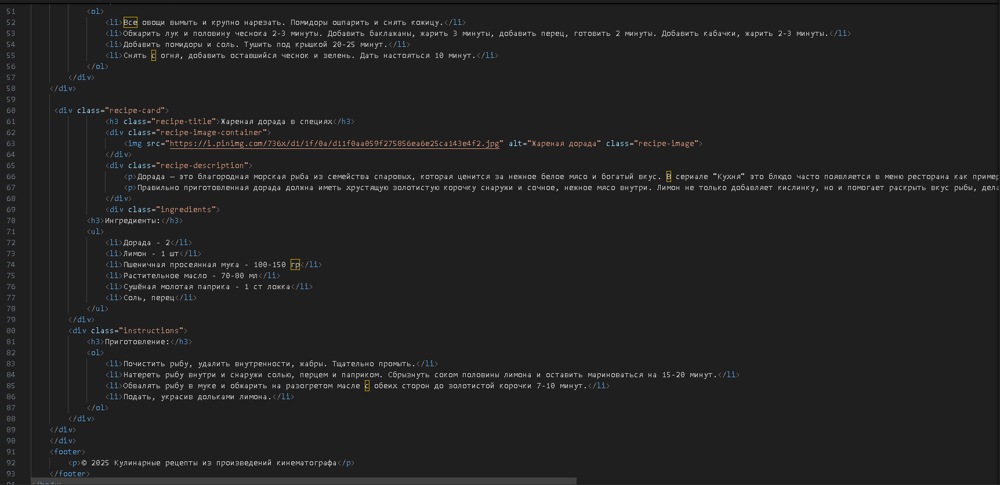 51 <ol>
52 <li>Все овощи вымыть и крупно нарезать. Помидоры ошпарить и снять кожицу.</li>
53 <li>Обжарить лук и половину чеснока 2-3 минуты. Добавить баклажаны, жарить 3 минуты, добавить перец, готовить 2 минуты. Добавить кабачки, жарить 2-3 минуты.</li>
54 <li>Добавить помидоры и соль. Тушить под крышкой 20-25 минут.</li>
55 <li>Снять с огня, добавить оставшийся чеснок и зелень. Дать настояться 10 минут.</li>
56 </ol>
57 </div>
58 </div>
59
60 <div class="recipe-card">
61 <h3 class="recipe-title">Жареная дорада в специях</h3>
62 <div class="recipe-image-container">
63 <img src="https://i.pinimg.com/736x/d1/1f/0a/d11f0aa059f275856ea6e25ca143e4f2.jpg" alt="Жареная дорада" class="recipe-image">
64 </div>
65 <div class="recipe-description">
66 <p>Дорада — это благородная морская рыба из семейства спаровых, которая ценится за нежное белое мясо и богатый вкус. В сериале "Кухня" это блюдо часто появляется в меню ресторана как пример
67 <p>Правильно приготовленная дорада должна иметь хрустящую золотистую корочку снаружи и сочное, нежное мясо внутри. Лимон не только добавляет кислинку, но и помогает раскрыть вкус рыбы, дела
68 </div>
69 <div class="ingredients">
70 <h3>Ингредиенты:</h3>
71 <ul>
72 <li>Дорада - 2</li>
73 <li>Лимон - 1 шт</li>
74 <li>Пшеничная просеянная мука - 100-150 гр</li>
75 <li>Растительное масло - 70-80 мл</li>
76 <li>Сушёная молотая паприка - 1 ст ложка</li>
77 <li>Соль, перец</li>
78 </ul>
79 </div>
80 <div class="instructions">
81 <h3>Приготовление:</h3>
82 <ol>
83 <li>Почистить рыбу, удалить внутренности, жабры. Тщательно промыть.</li>
84 <li>Натереть рыбу внутри и снаружи солью, перцем и паприком. Сбрызнуть соком половины лимона и оставить мариноваться на 15-20 минут.</li>
85 <li>Обвалять рыбу в муке и обжарить на разогретом масле с обеих сторон до золотистой корочки 7-10 минут.</li>
86 <li>Подать, украсив дольками лимона.</li>
87 </ol>
88 </div>
89 </div>
90 </div>
91 <footer>
92 <p>© 2025 Кулинарные рецепты из произведений кинематографа</p>
93 </footer>
94 </body>